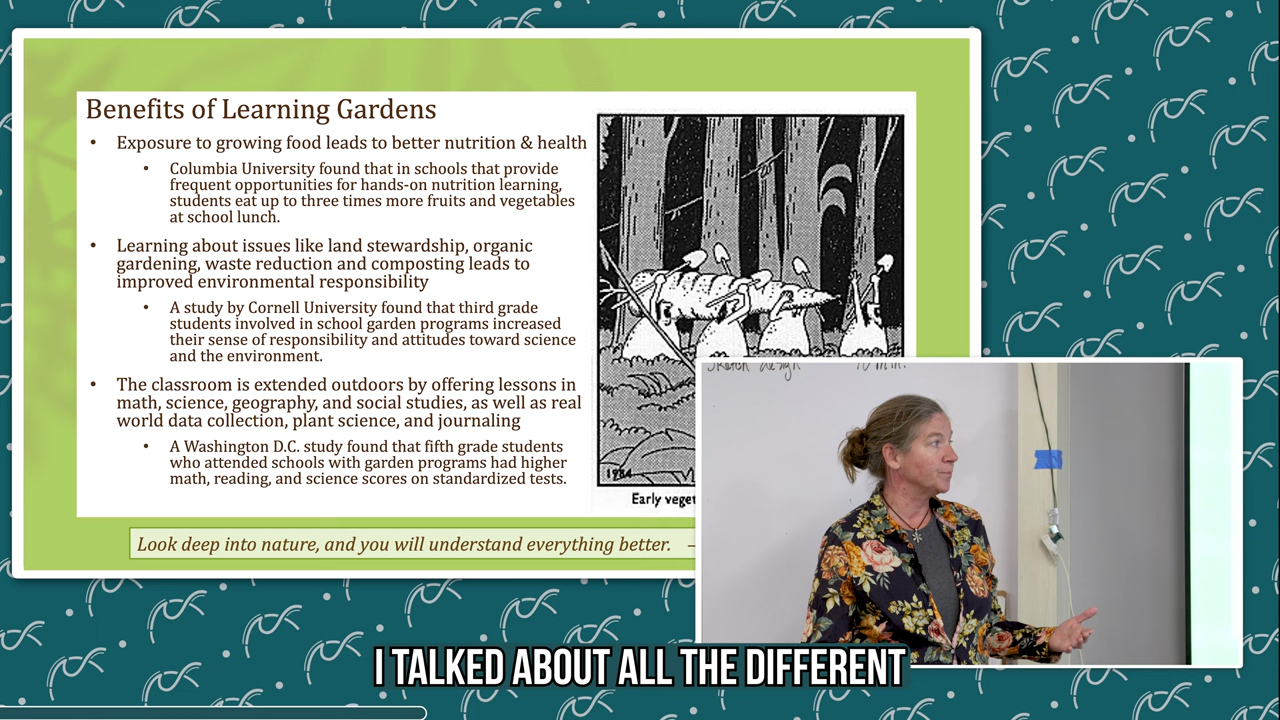 Benefits of Learning Gardens
• Exposure to growing food leads to better nutrition & health
• Columbia University found that in schools that provide
frequent opportunities for hands-on nutrition learning,
students eat up to three times more fruits and vegetables
at school lunch.
• Learning about issues like land stewardship, organic
gardening, waste reduction and composting leads to
improved environmental responsibility
• A study by Cornell University found that third grade
students involved in school garden programs increased
their sense of responsibility and attitudes toward science
and the environment.
• The classroom is extended outdoors by offering lessons in
math, science, geography, and social studies, as well as real
world data collection, plant science, and journaling
• A Washington D.C. study found that fifth grade students
who attended schools with garden programs had higher
math, reading, and science scores on standardized tests.
1984
Early veget
Look deep into nature, and you will understand everything better. –
Sketch design 10 min.
I TALKED ABOUT ALL THE DIFFERENT